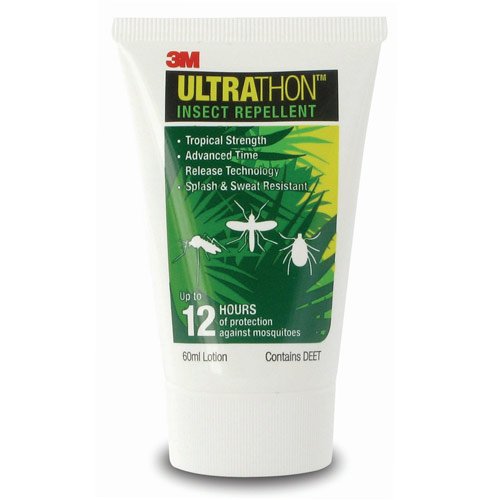 3M
ULTRATHON™
INSECT REPELLENT
• Tropical Strength
• Advanced Time
Release Technology
• Splash & Sweat Resistant
Up to
12 HOURS
of protection
against mosquitoes
60ml Lotion Contains DEET